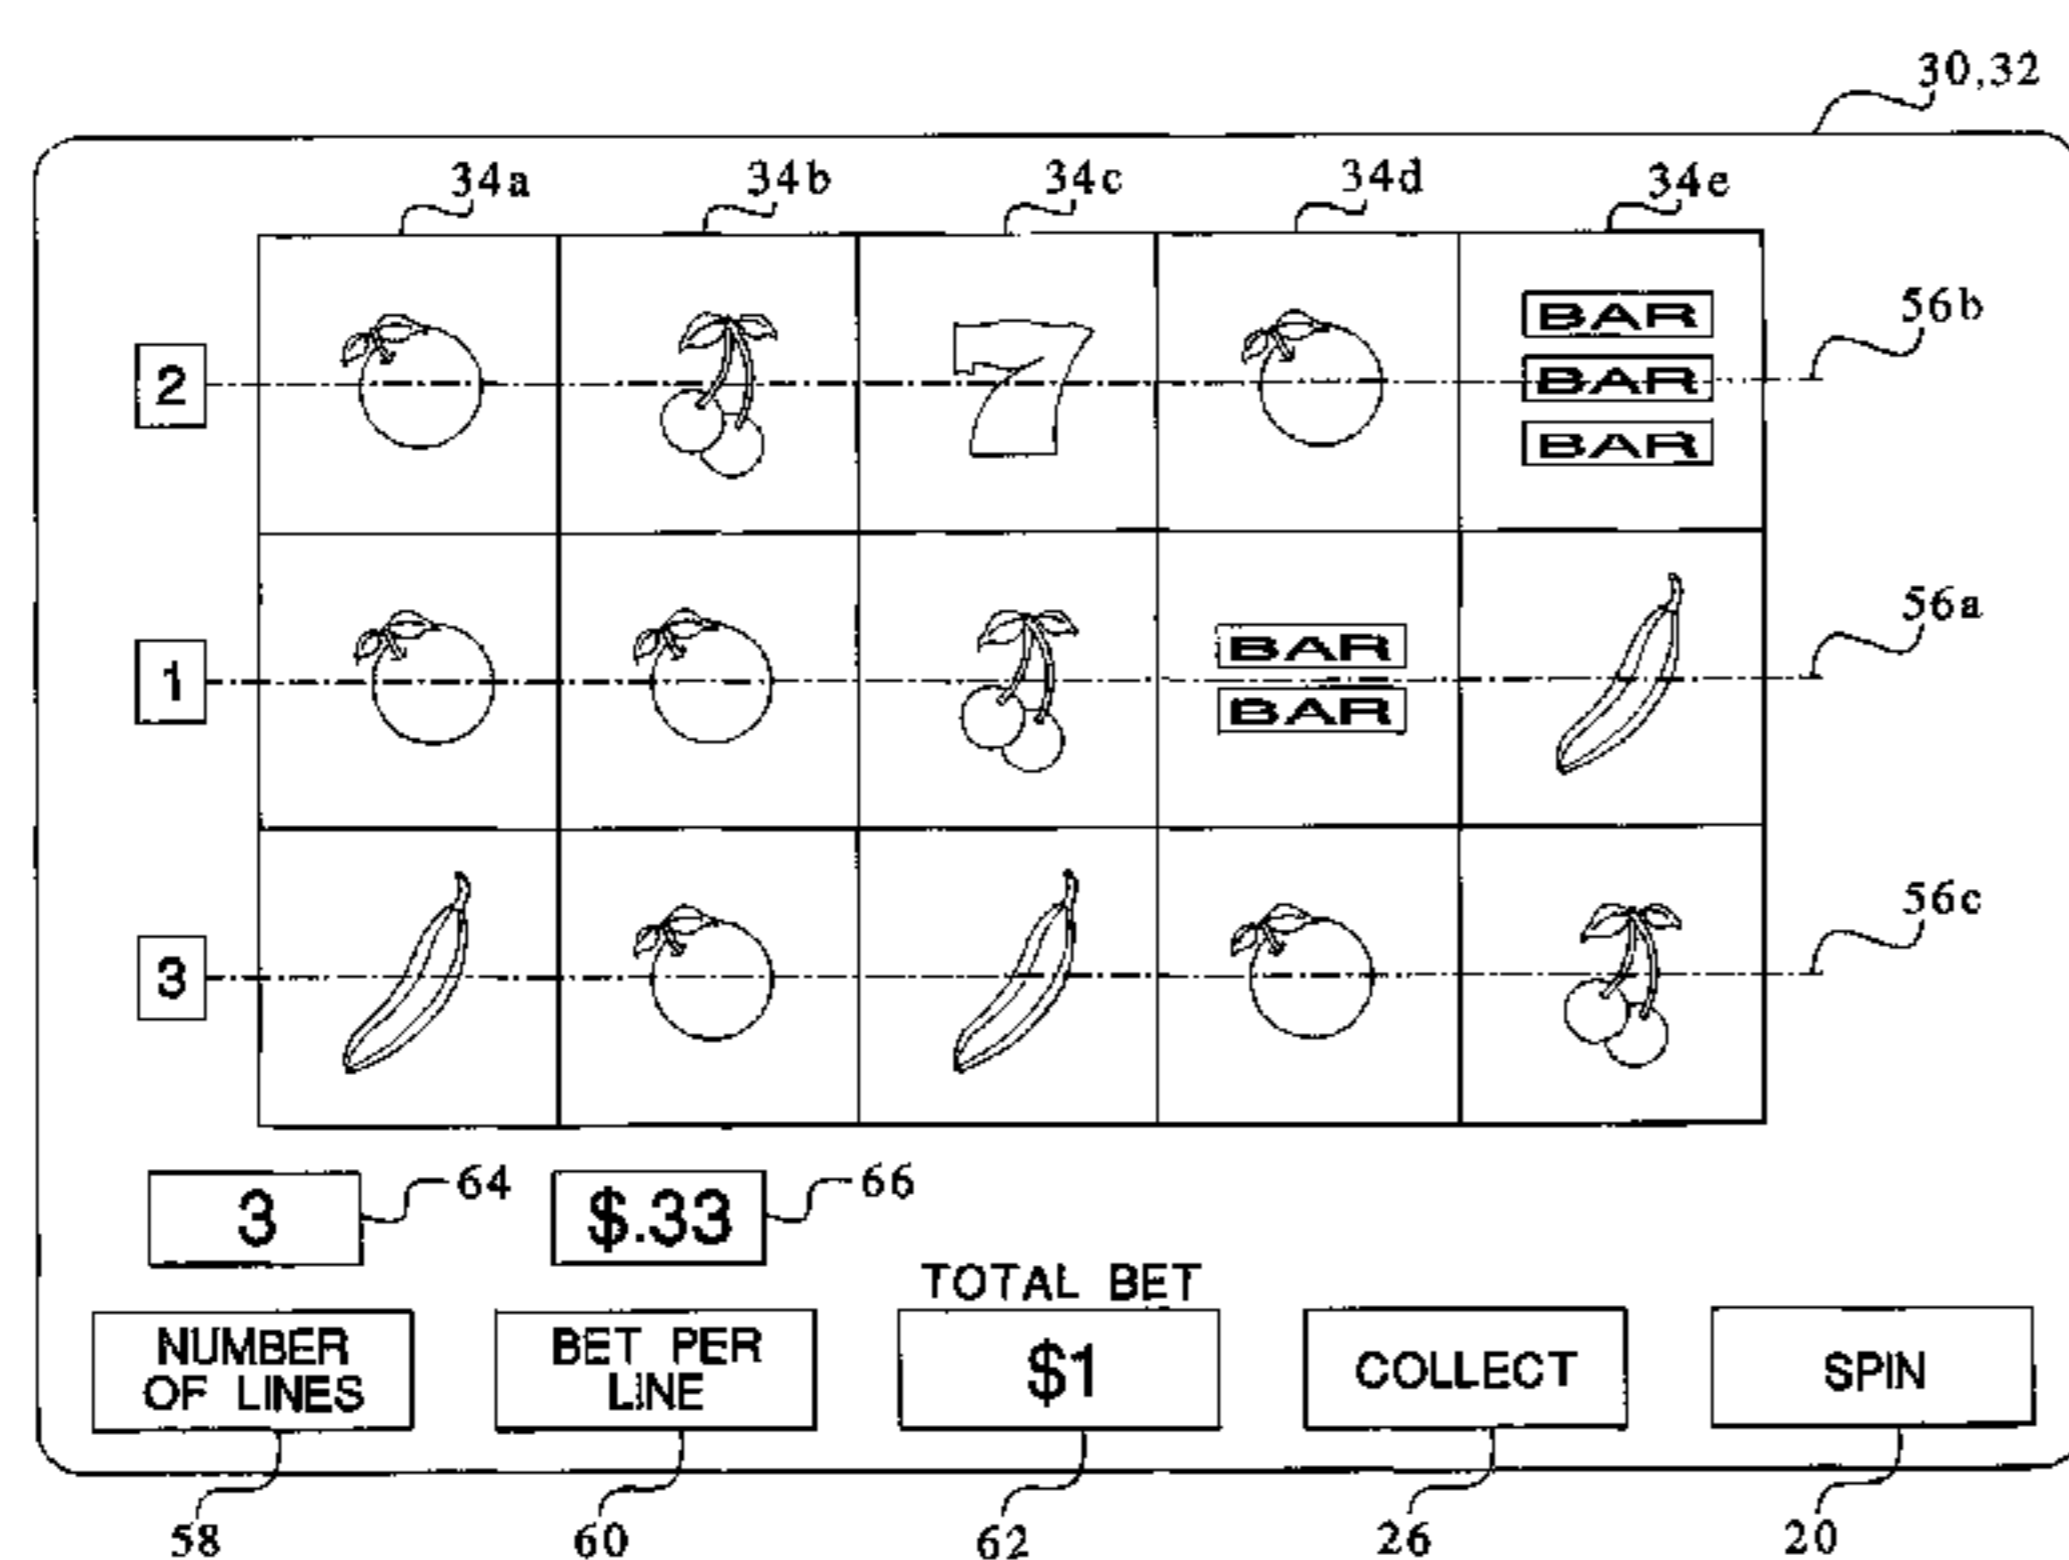 30,32
34a 34b 34c 34d 34e
7
BAR
BAR
BAR
56b
2
BAR
BAR
56a
1
56c
3
3 64 $.33 66
TOTAL BET
NUMBER OF LINES
BET PER LINE
$1
COLLECT
SPIN
58 60 62 26 20